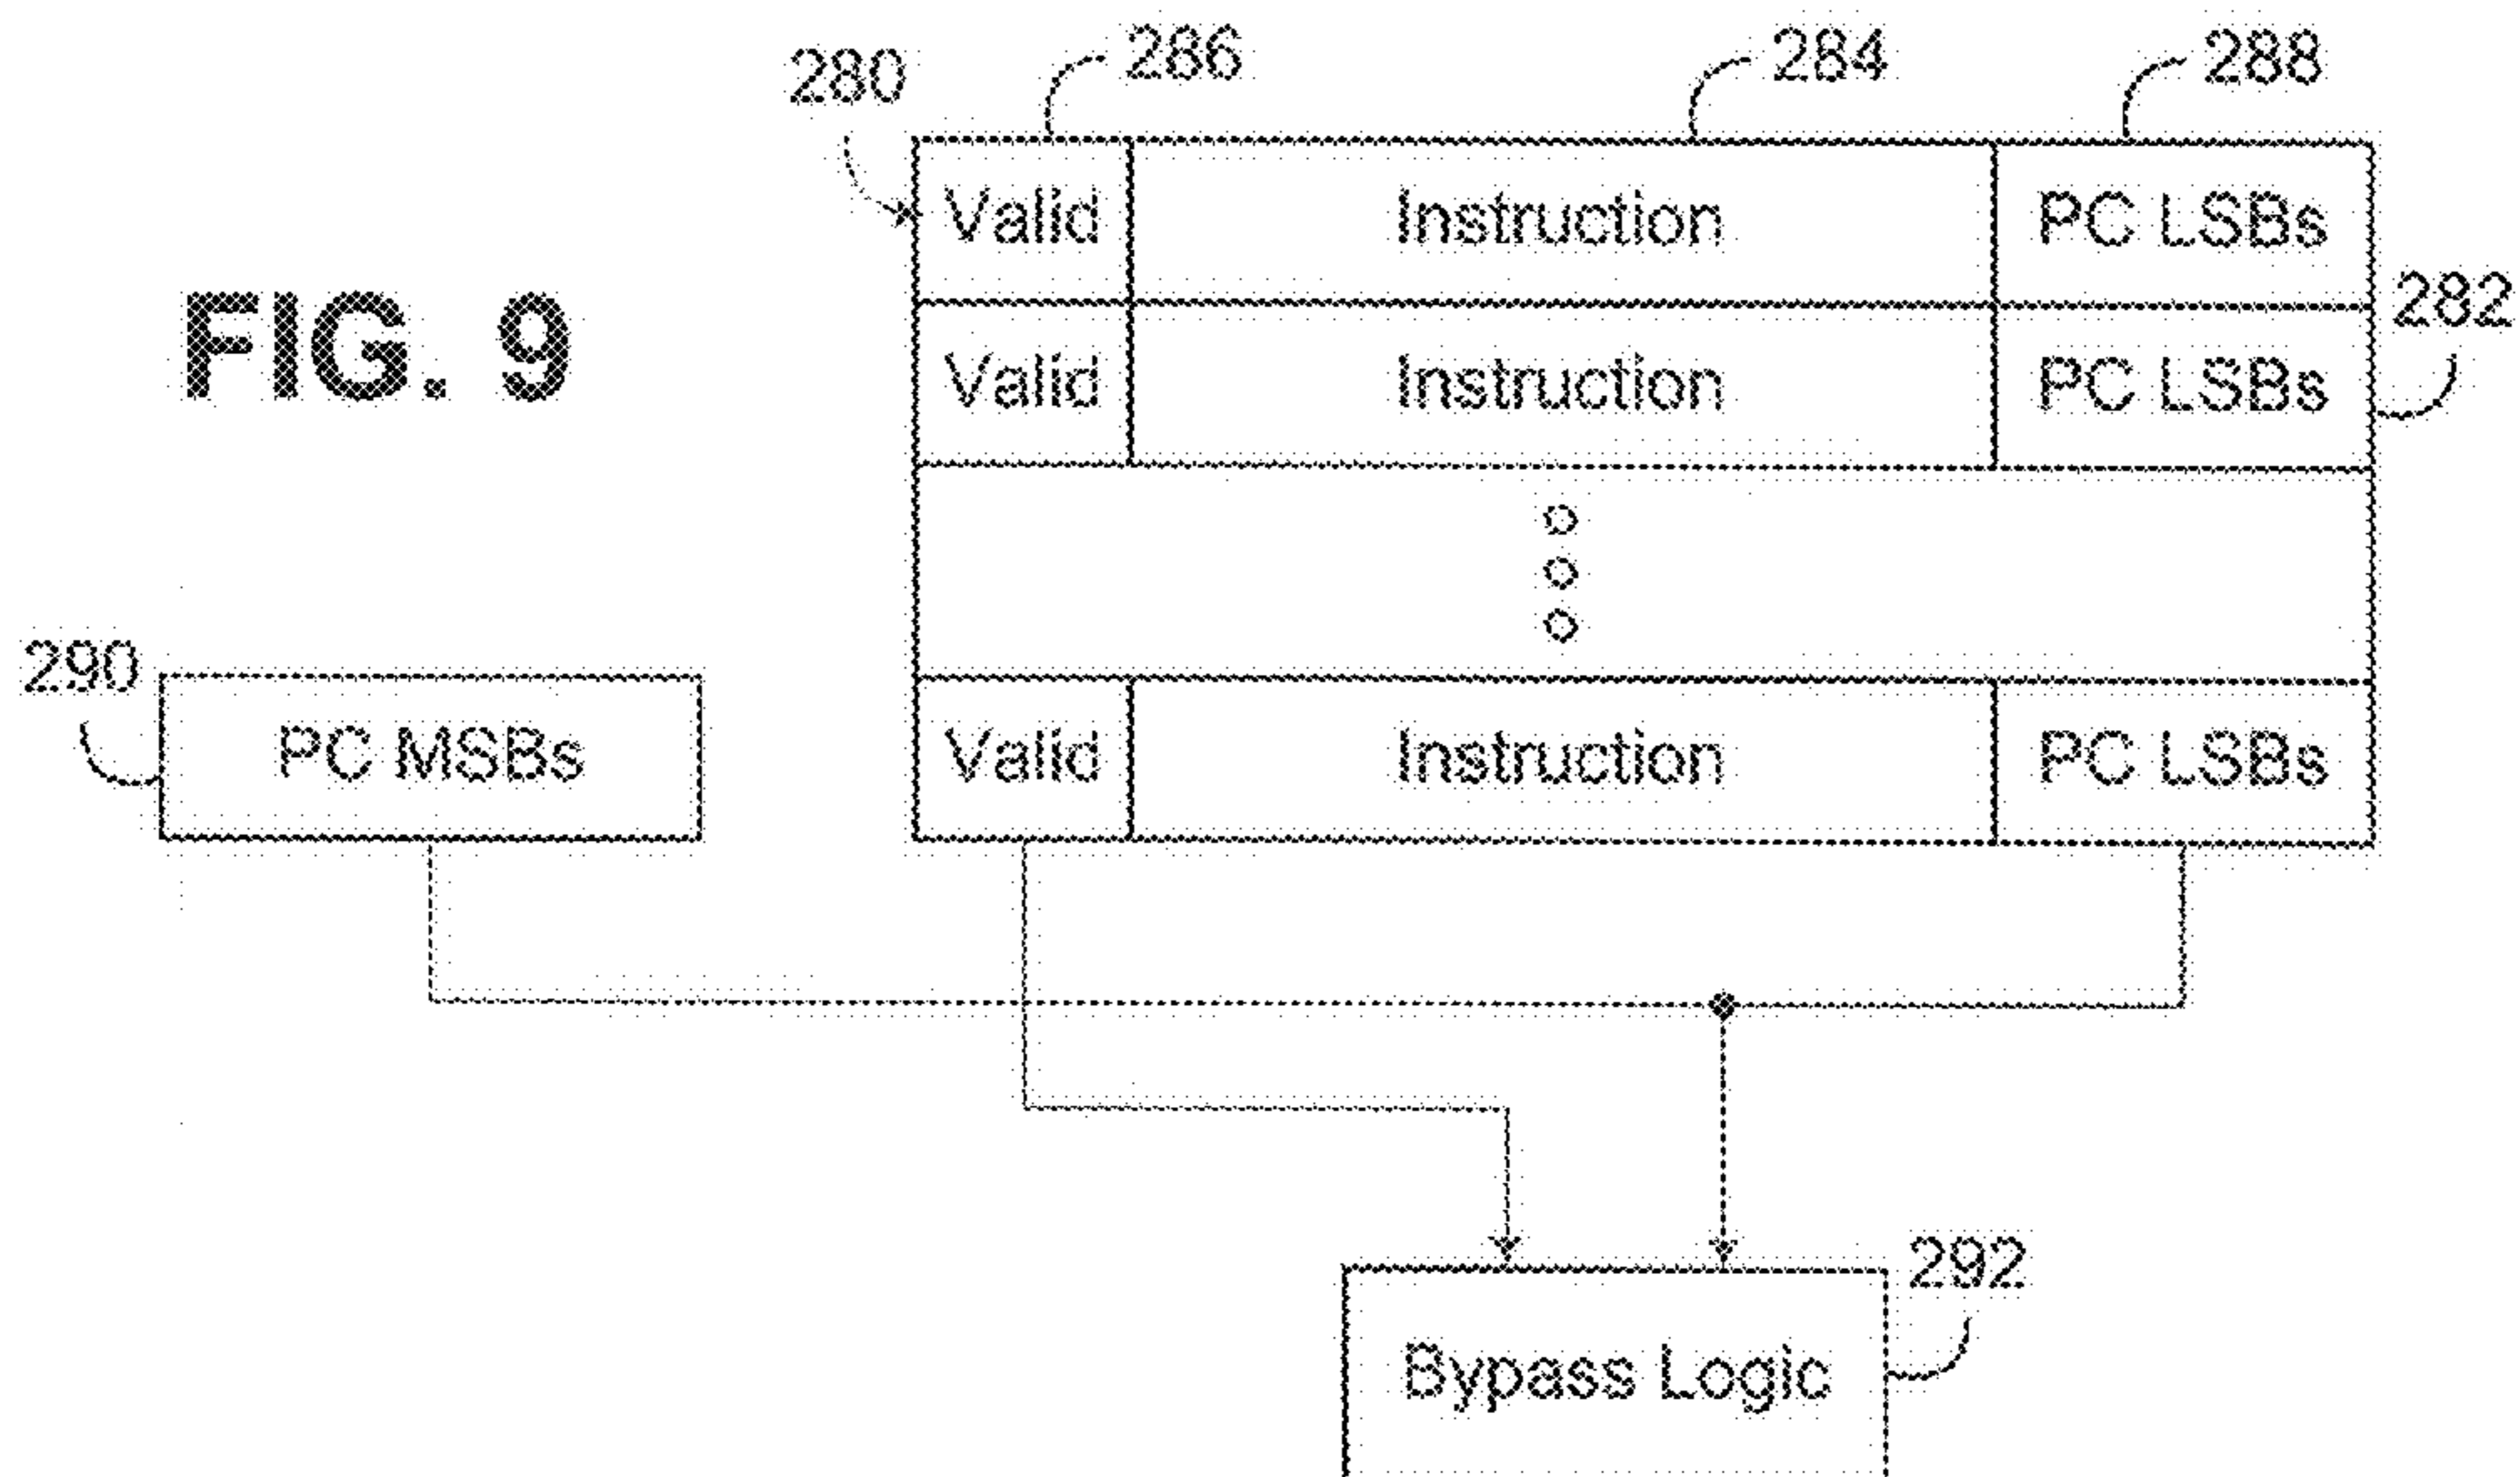 280 286 284 288
Valid Instruction PC LSBs
282
FIG. 9
Valid Instruction PC LSBs
290
PC MSBs
Valid Instruction PC LSBs
292
Bypass Logic